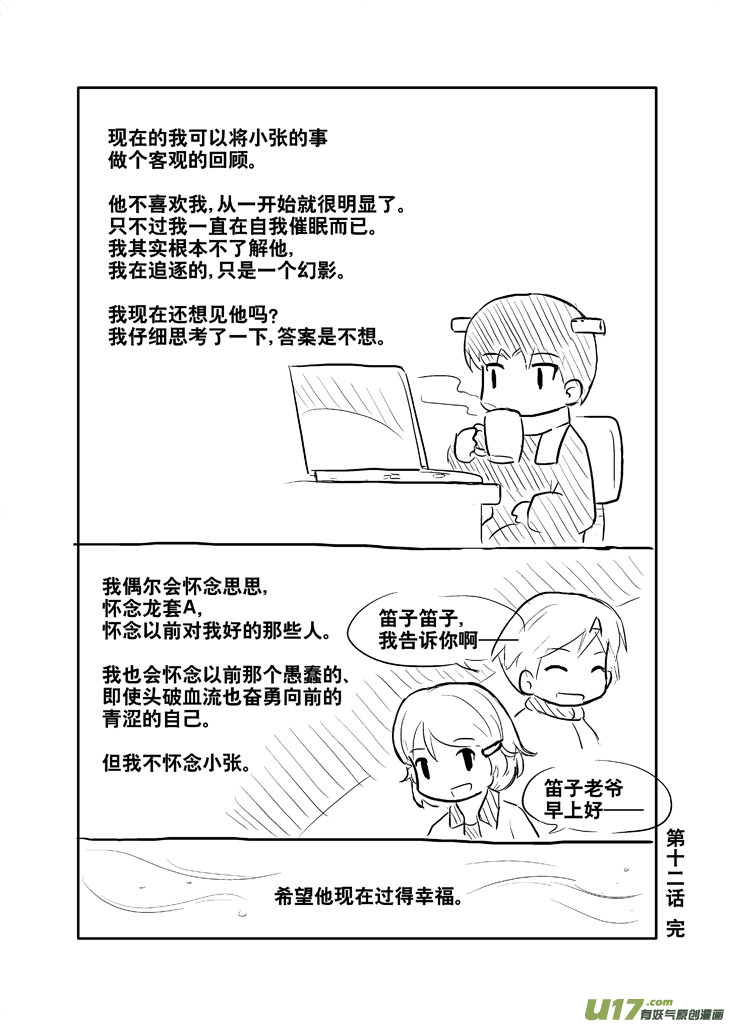 现在的我可以将小张的事
做个客观的回顾。
他不喜欢我,从一开始就很明显了。
只不过我一直在自我催眠而已。
我其实根本不了解他,
我在追逐的,只是一个幻影。
我现在还想见他吗?
我仔细思考了一下,答案是不想。
我偶尔会怀念思思,
怀念龙套A,
怀念以前对我好的那些人。
我也会怀念以前那个愚蠢的、
即使头破血流也奋勇向前的
青涩的自己。
但我不怀念小张。
笛子笛子,
我告诉你啊——
笛子老爷
早上好——
希望他现在过得幸福。
第十二话 完
U17.com
有妖气原创漫画